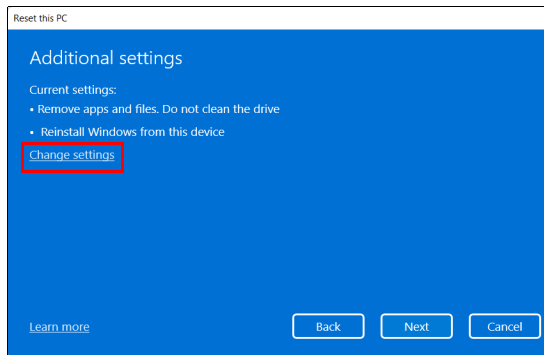 Reset this PC
Additional settings
Current settings:
• Remove apps and files. Do not clean the drive
• Reinstall Windows from this device
Change settings
Learn more
Back
Next
Cancel